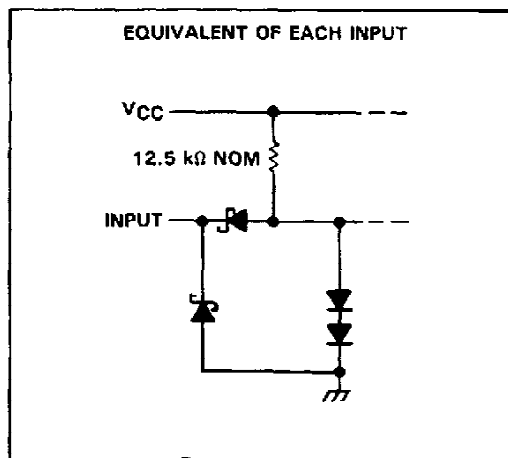 EQUIVALENT OF EACH INPUT
VCC
12.5 kΩ NOM
INPUT